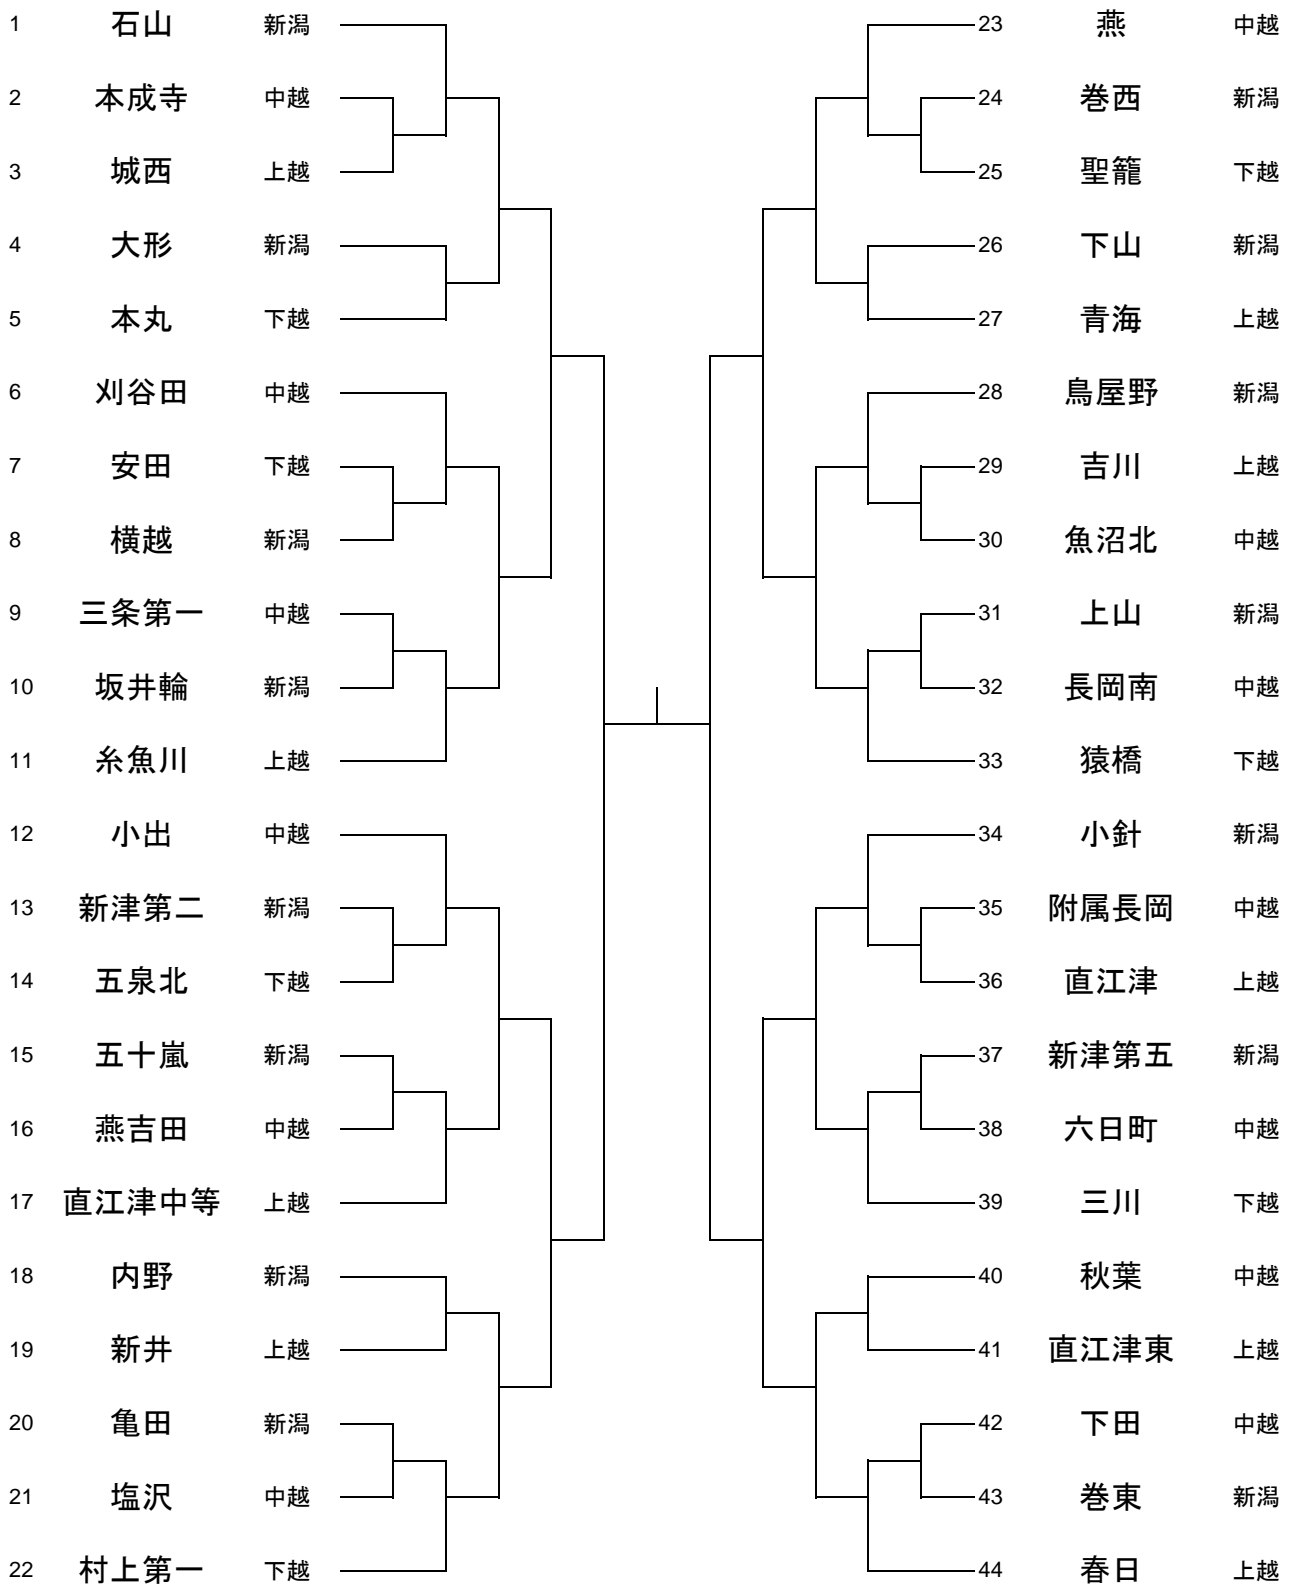 1 石山 新潟 23 燕 中越
2 本成寺 中越 24 巻西 新潟
3 城西 上越 25 聖籠 下越
4 大形 新潟 26 下山 新潟
5 本丸 下越 27 青海 上越
6 刈谷田 中越 28 鳥屋野 新潟
7 安田 下越 29 吉川 上越
8 横越 新潟 30 魚沼北 中越
9 三条第一 中越 31 上山 新潟
10 坂井輪 新潟 32 長岡南 中越
11 糸魚川 上越 33 猿橋 下越
12 小出 中越 34 小針 新潟
13 新津第二 新潟 35 附属長岡 中越
14 五泉北 下越 36 直江津 上越
15 五十嵐 新潟 37 新津第五 新潟
16 燕吉田 中越 38 六日町 中越
17 直江津中等 上越 39 三川 下越
18 内野 新潟 40 秋葉 中越
19 新井 上越 41 直江津東 上越
20 亀田 新潟 42 下田 中越
21 塩沢 中越 43 巻東 新潟
22 村上第一 下越 44 春日 上越